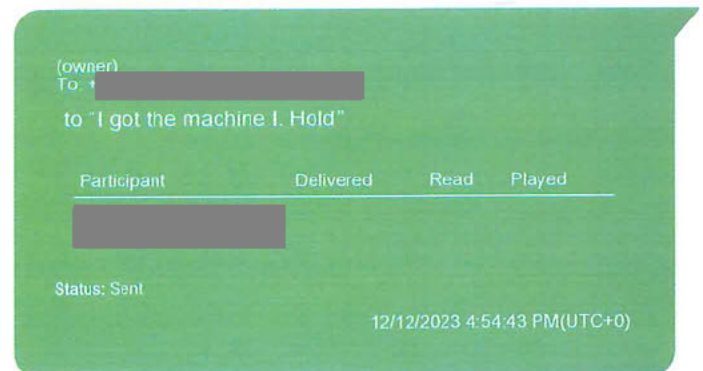 (owner)
To: +
to "I got the machine I. Hold"
Participant Delivered Read Played
Status: Sent
12/12/2023 4:54:43 PM(UTC+0)